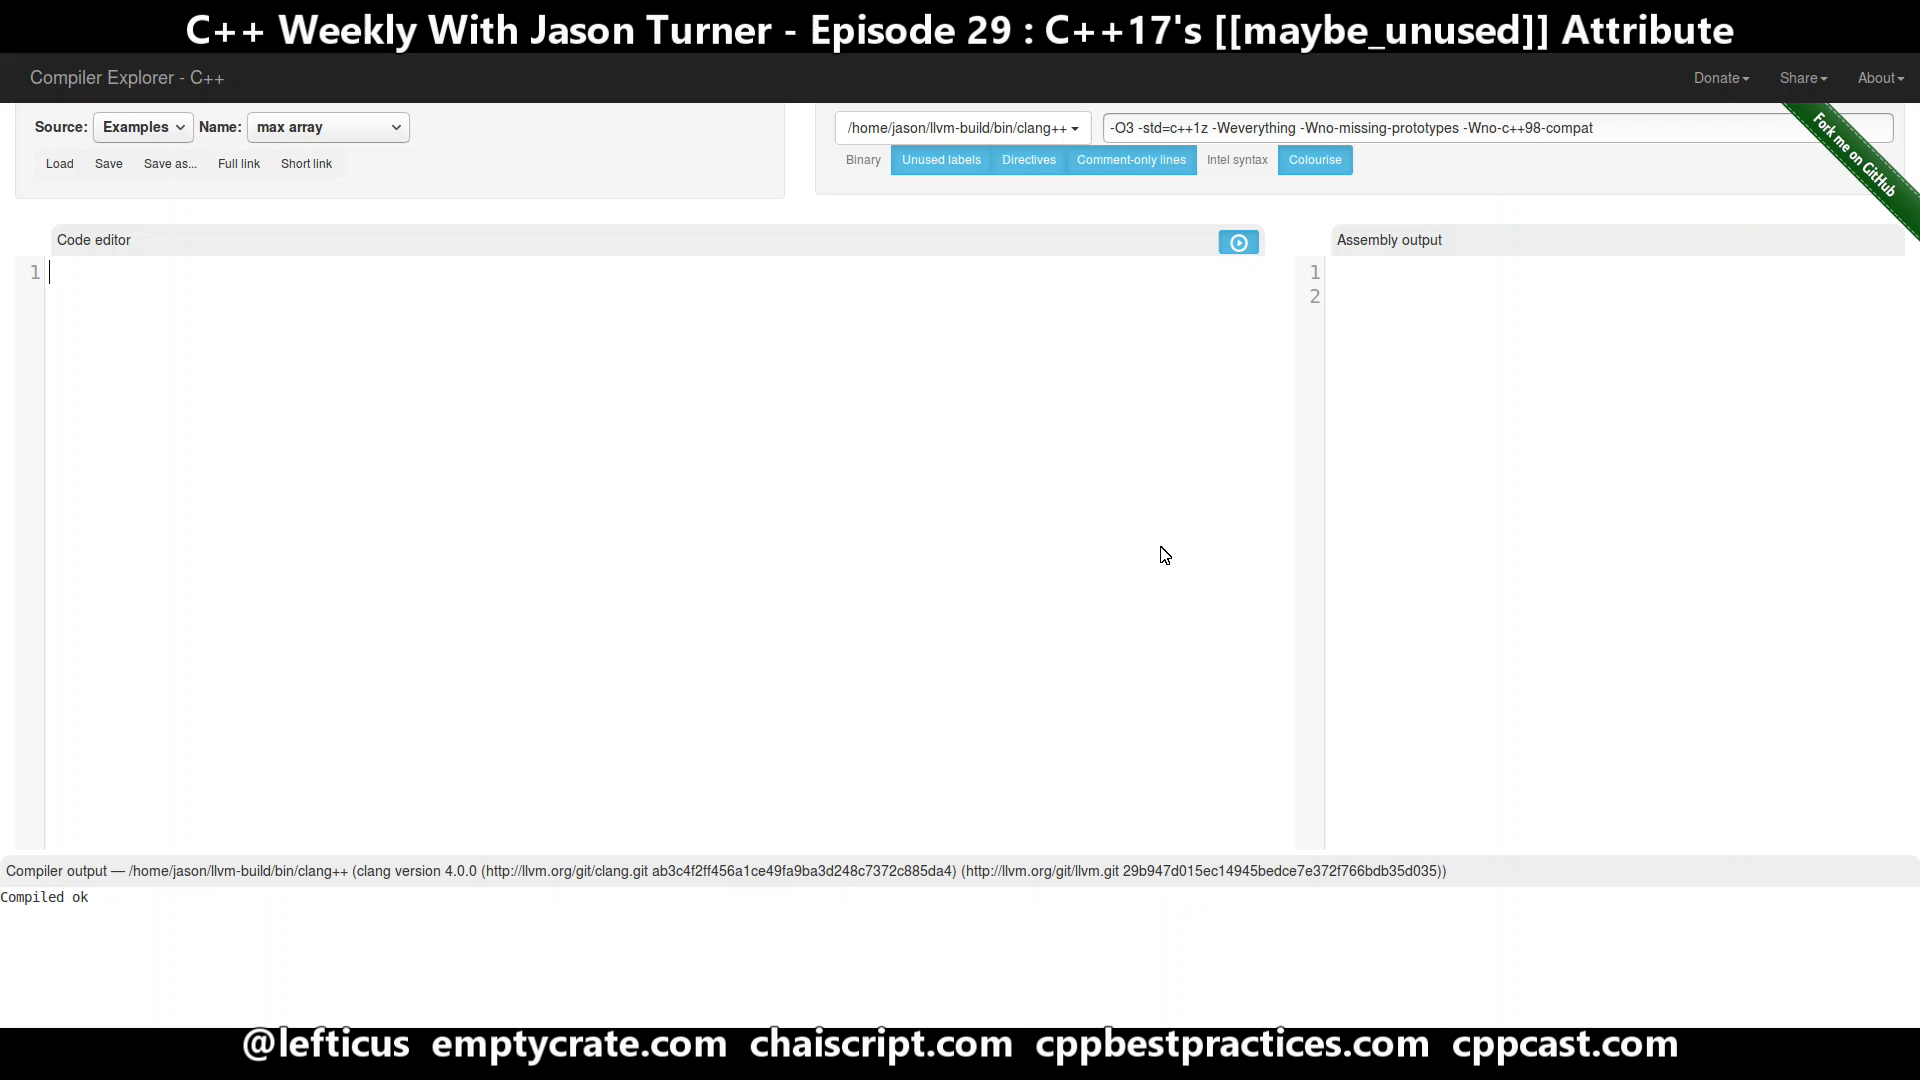 C++ Weekly With Jason Turner - Episode 29 : C++17's [[maybe_unused]] Attribute
Compiler Explorer - C++ Donate Share About
Source: Examples Name: max array
/home/jason/llvm-build/bin/clang++ -O3 -std=c++1z -Weverything -Wno-missing-prototypes -Wno-c++98-compat
Fork me on GitHub
Load Save Save as... Full link Short link
Binary Unused labels Directives Comment-only lines Intel syntax Colourise
Code editor
Assembly output
1
1
2
Compiler output — /home/jason/llvm-build/bin/clang++ (clang version 4.0.0 (http://llvm.org/git/clang.git ab3c4f2ff456a1ce49fa9ba3d248c7372c885da4) (http://llvm.org/git/llvm.git 29b947d015ec14945bedce7e372f766bdb35d035))
Compiled ok
@lefticus emptycrate.com chaiscript.com cppbestpractices.com cppcast.com